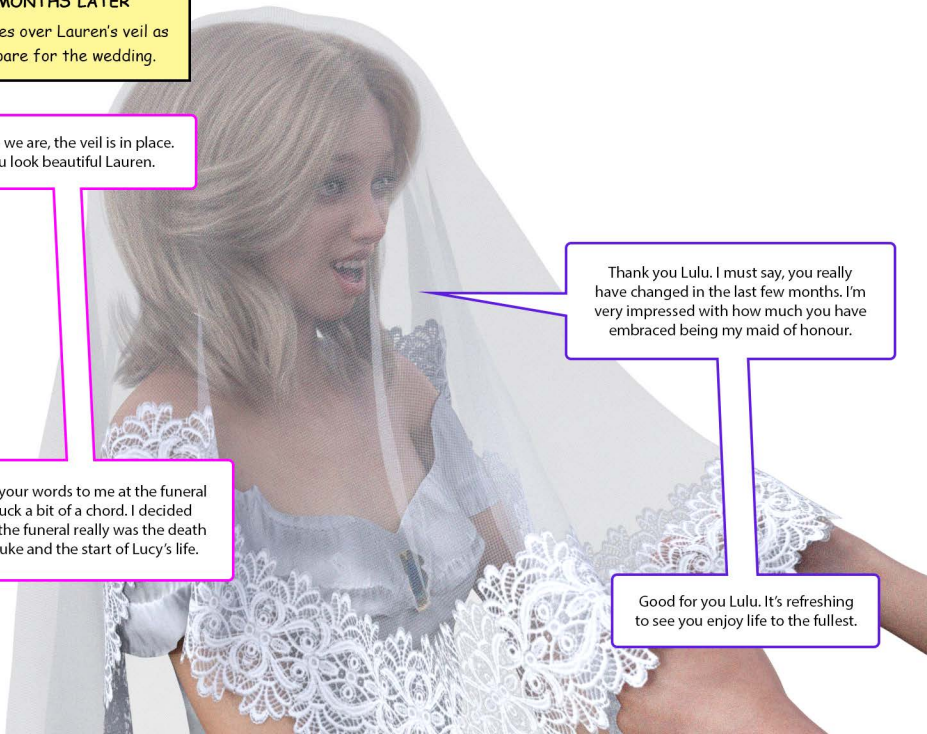 MONTHS LATER
es over Lauren's veil as
pare for the wedding.
we are, the veil is in place.
u look beautiful Lauren.
Thank you Lulu. I must say, you really
have changed in the last few months. I'm
very impressed with how much you have
embraced being my maid of honour.
your words to me at the funeral
uck a bit of a chord. I decided
the funeral really was the death
uke and the start of Lucy's life.
Good for you Lulu. It's refreshing
to see you enjoy life to the fullest.